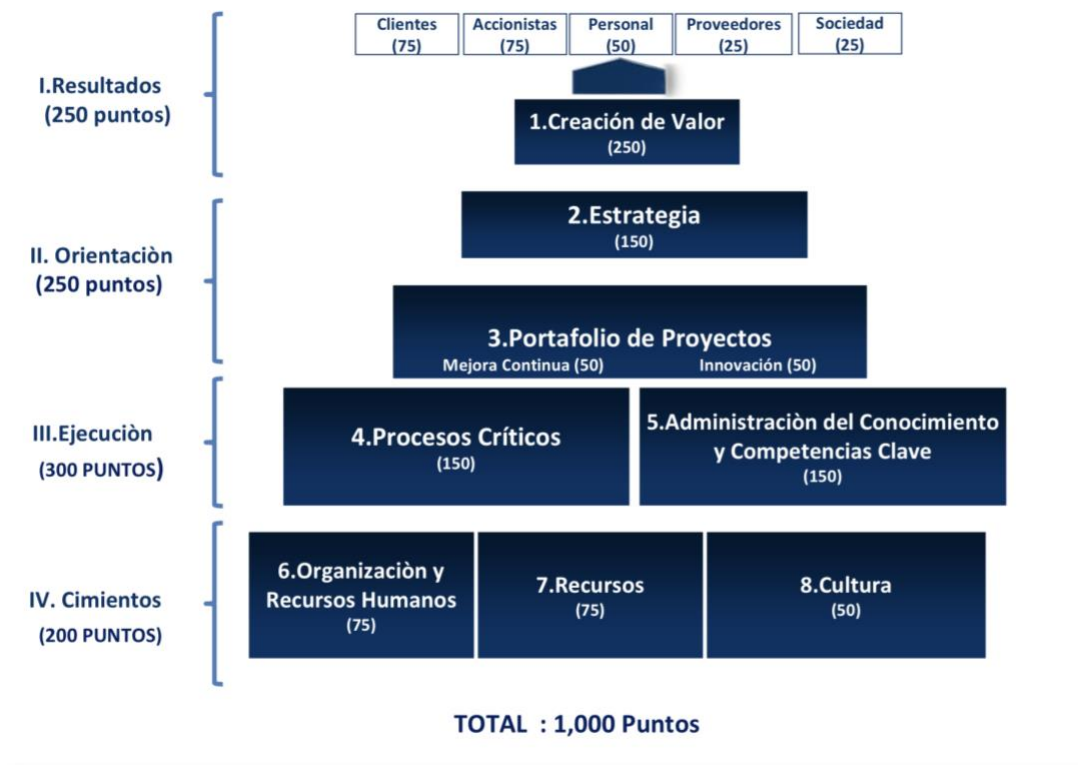 Clientes
(75)
Accionistas
(75)
Personal
(50)
Proveedores
(25)
Sociedad
(25)
I.Resultados
(250 puntos)
1.Creación de Valor
(250)
2.Estrategia
(150)
II. Orientaciòn
(250 puntos)
3.Portafolio de Proyectos
Mejora Continua (50)
Innovación (50)
III.Ejecuciòn
(300 PUNTOS)
4.Procesos Críticos
(150)
5.Administraciòn del Conocimiento
y Competencias Clave
(150)
IV. Cimientos
(200 PUNTOS)
6.Organizaciòn y
Recursos Humanos
(75)
7.Recursos
(75)
8.Cultura
(50)
TOTAL : 1,000 Puntos